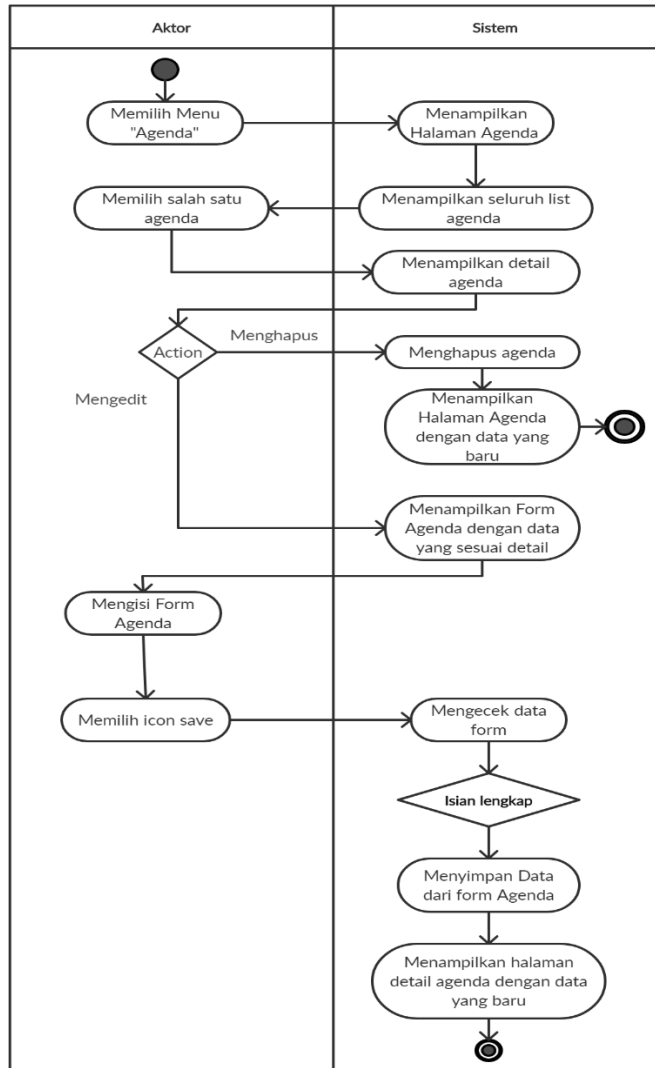 Aktor
Sistem
Memilih Menu
"Agenda"
Menampilkan
Halaman Agenda
Menampilkan seluruh list
agenda
Memilih salah satu
agenda
Menampilkan detail
agenda
Action
Menghapus
Menghapus agenda
Menampilkan
Halaman Agenda
dengan data yang
baru
Mengedit
Menampilkan Form
Agenda dengan data
yang sesuai detail
Mengisi Form
Agenda
Memilih icon save
Mengecek data
form
Isian lengkap
Menyimpan Data
dari form Agenda
Menampilkan halaman
detail agenda dengan data
yang baru